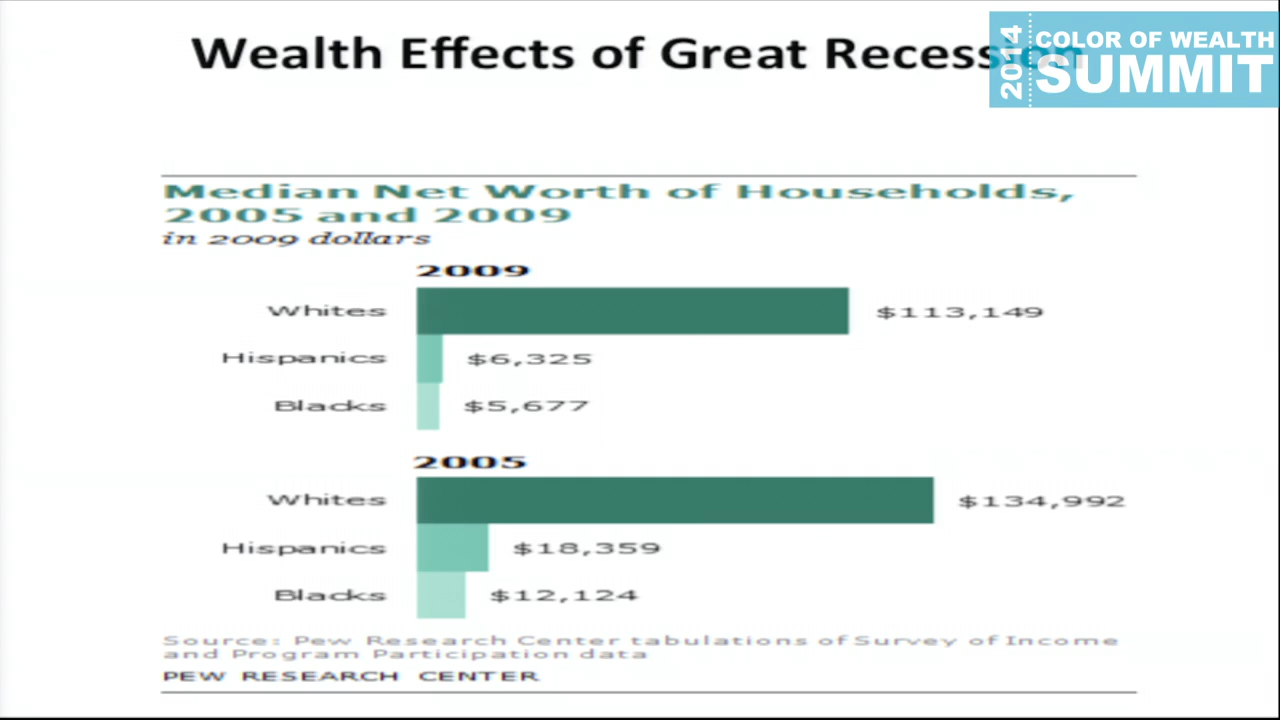 Wealth Effects of Great Recession
2014
COLOR OF WEALTH
SUMMIT
Median Net Worth of Households,
2005 and 2009
in 2009 dollars
2009
Whites $113,149
Hispanics $6,325
Blacks $5,677
2005
Whites $134,992
Hispanics $18,359
Blacks $12,124
Source: Pew Research Center tabulations of Survey of Income
and Program Participation data
PEW RESEARCH CENTER